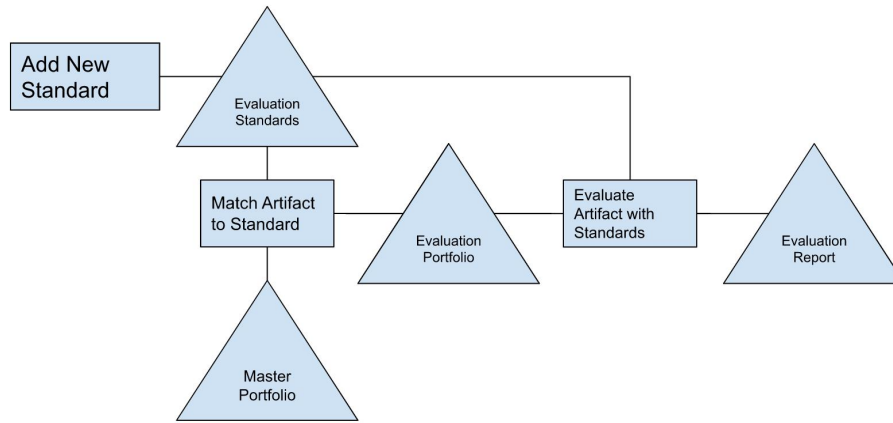 Add New
Standard
Evaluation
Standards
Match Artifact
to Standard
Evaluation
Portfolio
Evaluate
Artifact with
Standards
Evaluation
Report
Master
Portfolio